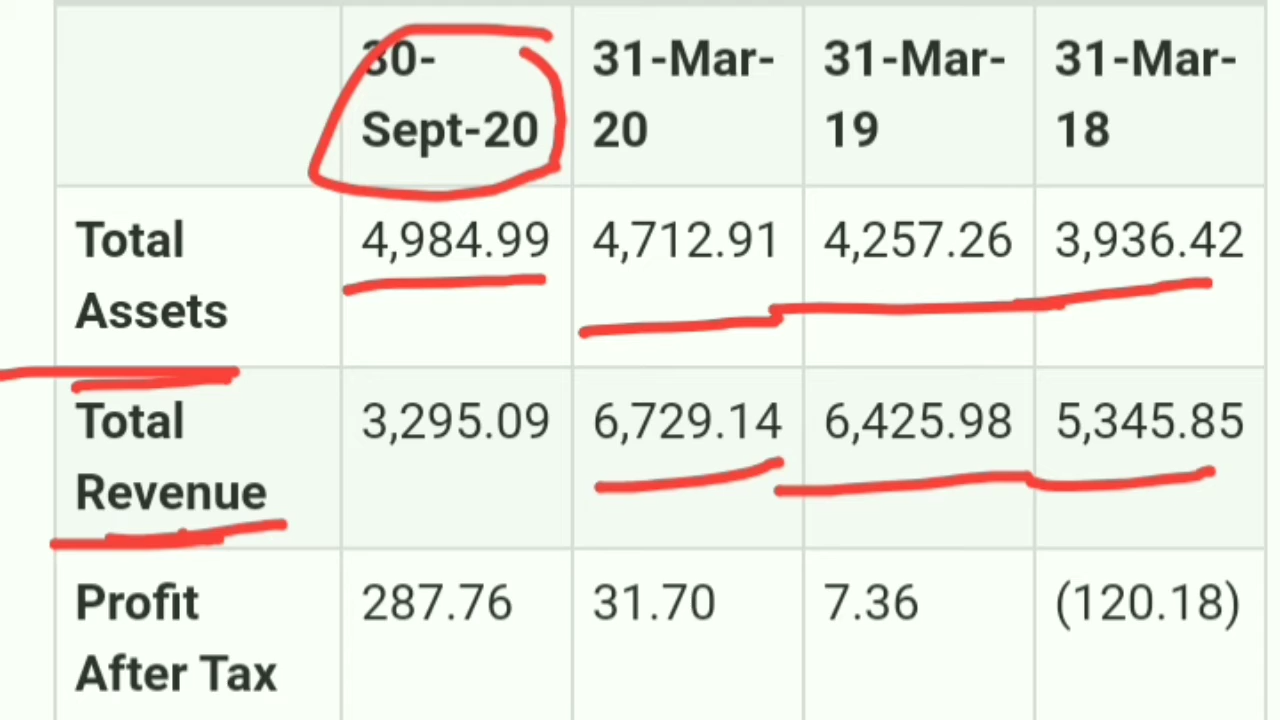 30- 31-Mar- 31-Mar- 31-Mar-
Sept-20 20 19 18
Total 4,984.99 4,712.91 4,257.26 3,936.42
Assets
Total 3,295.09 6,729.14 6,425.98 5,345.85
Revenue
Profit 287.76 31.70 7.36 (120.18)
After Tax